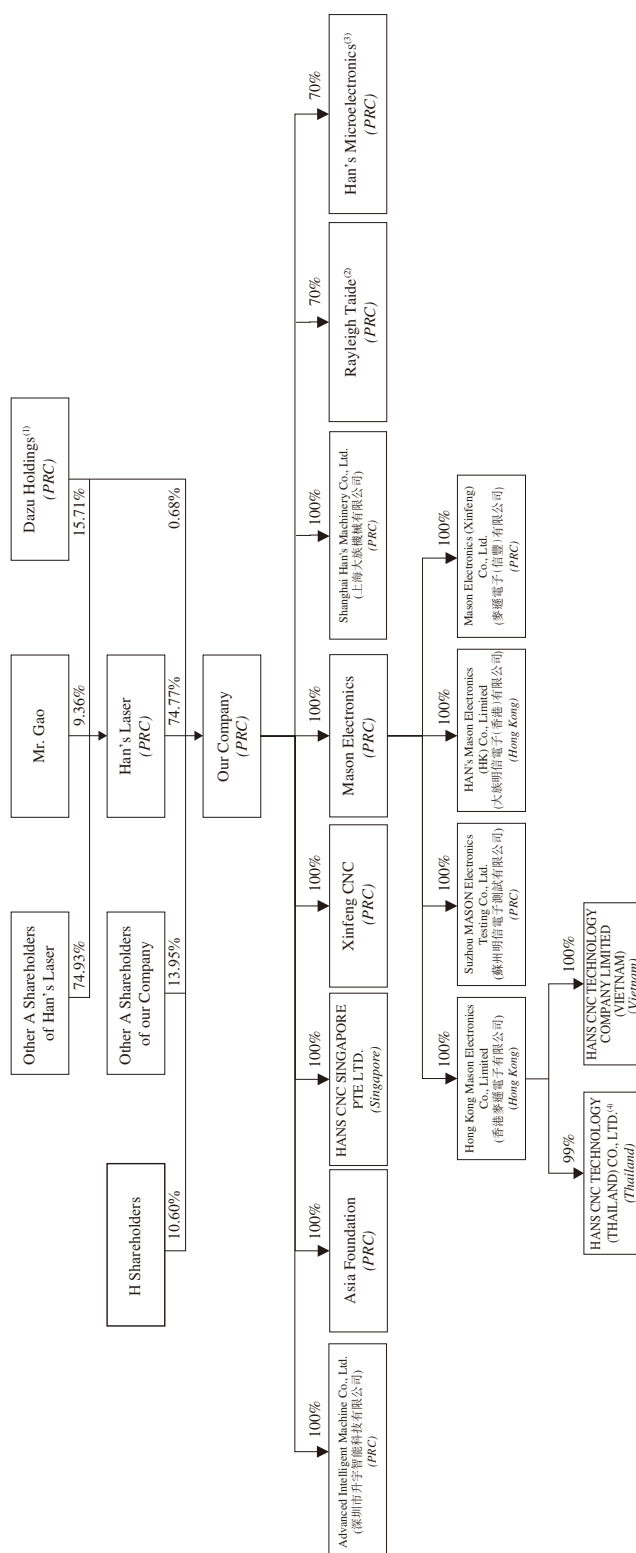 Mr. Gao
Dazu Holdings(1)
(PRC)
Other A Shareholders
of Han's Laser
74.93%
9.36%
15.71%
H Shareholders
Other A Shareholders
of our Company
Han's Laser
(PRC)
10.60%
13.95%
74.77%
0.68%
Our Company
(PRC)
100%
100%
100%
100%
100%
100%
70%
70%
Advanced Intelligent Machine Co., Ltd.
(深圳市升宇智能科技有限公司)
(PRC)
Asia Foundation
(PRC)
HANS CNC SINGAPORE
PTE LTD.
(Singapore)
Xinfeng CNC
(PRC)
Mason Electronics
(PRC)
Shanghai Han's Machinery Co., Ltd.
(上海大族機械有限公司)
(PRC)
Rayleigh Taide(2)
(PRC)
Han's Microelectronics(3)
(PRC)
100%
100%
100%
100%
Hong Kong Mason Electronics
Co., Limited
(香港麥遜電子有限公司)
(Hong Kong)
Suzhou MASON Electronics
Testing Co., Ltd.
(蘇州明信電子測試有限公司)
(PRC)
HAN's Mason Electronics
(HK) Co., Limited
(大族明信電子(香港)有限公司)
(Hong Kong)
Mason Electronics (Xinfeng)
Co., Ltd.
(麥遜電子(信豐)有限公司)
(PRC)
99%
100%
HANS CNC TECHNOLOGY
(THAILAND) CO., LTD.(4)
(Thailand)
HANS CNC TECHNOLOGY
COMPANY LIMITED
(VIETNAM)
(Vietnam)